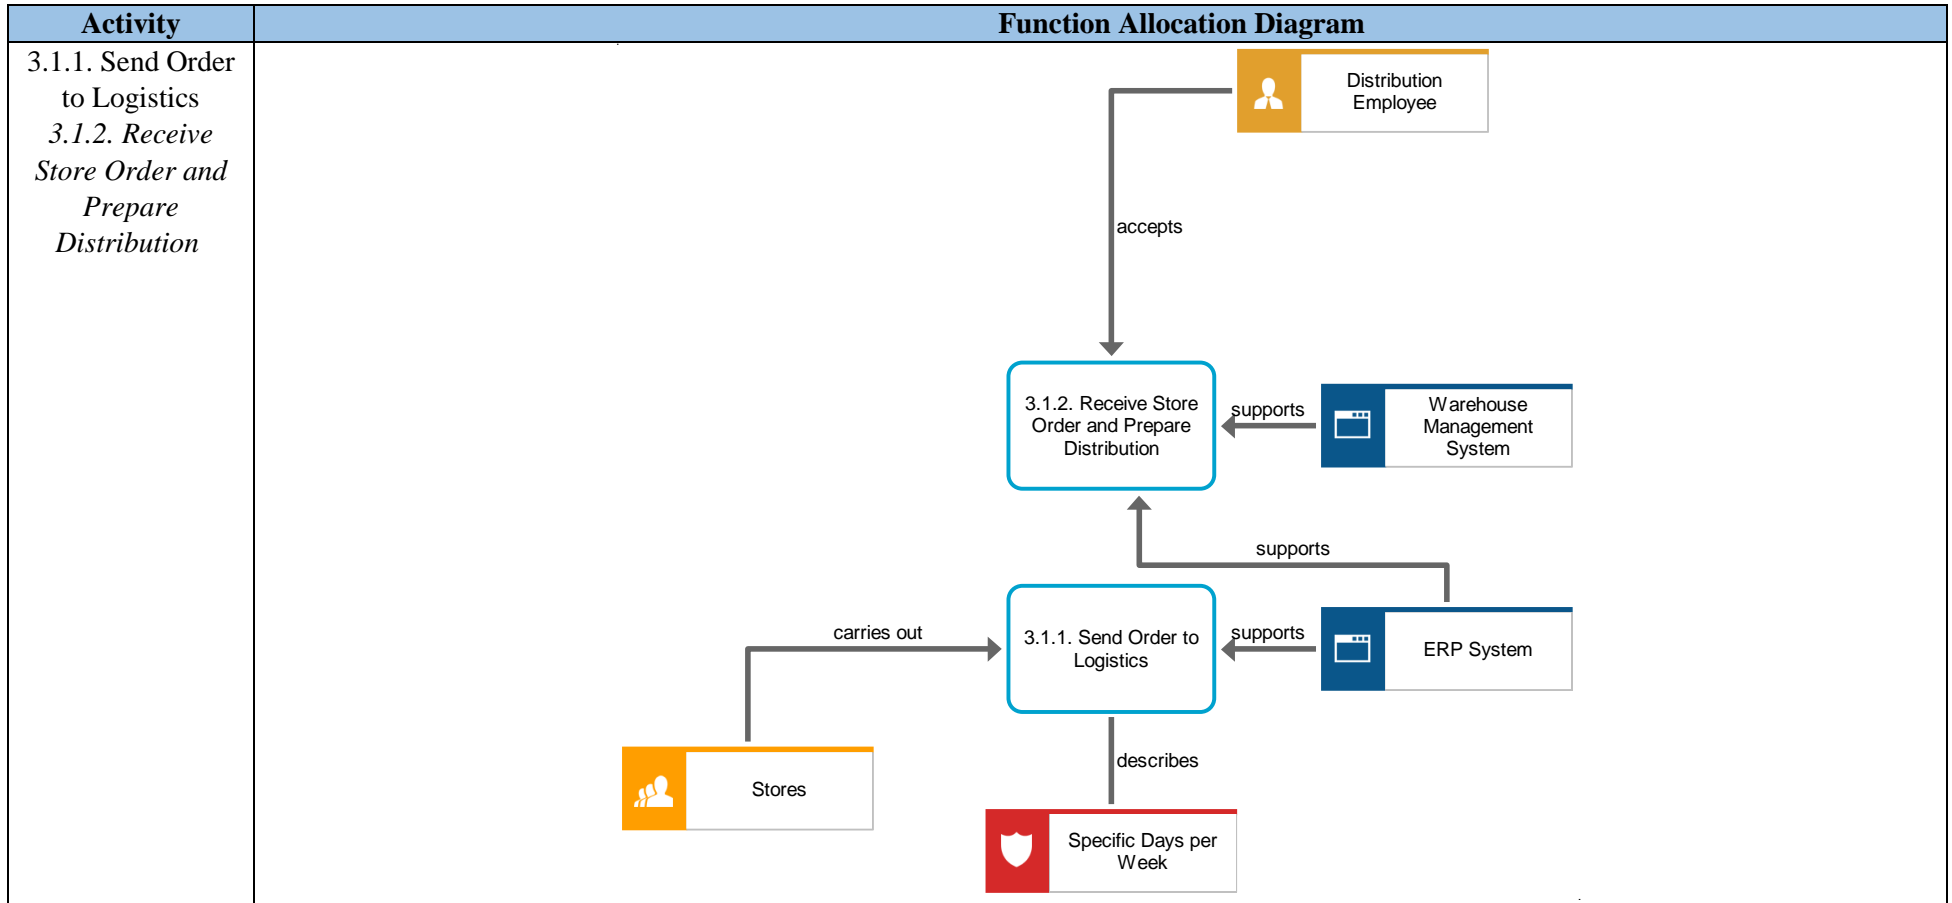 Activity
Function Allocation Diagram
3.1.1. Send Order
to Logistics
3.1.2. Receive
Store Order and
Prepare
Distribution
Distribution
Employee
accepts
3.1.2. Receive Store
Order and Prepare
Distribution
supports
Warehouse
Management
System
supports
carries out
3.1.1. Send Order to
Logistics
supports
ERP System
describes
Stores
Specific Days per
Week